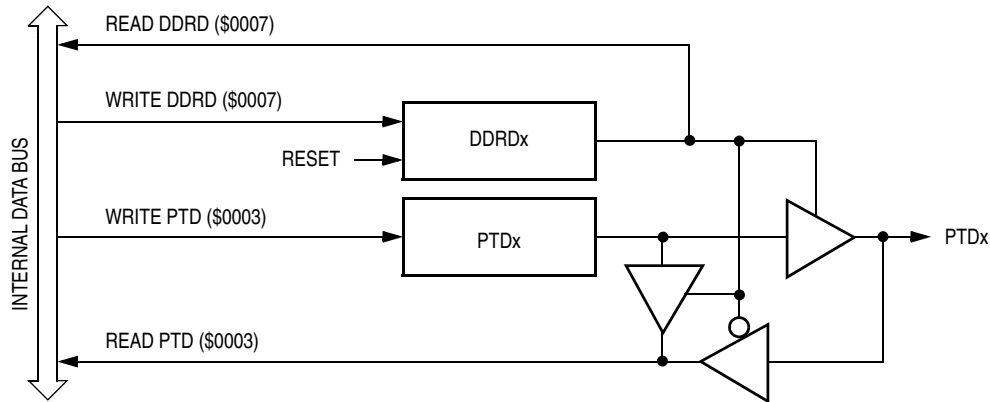 READ DDRD ($0007)
WRITE DDRD ($0007)
DDRDx
RESET
WRITE PTD ($0003)
PTDx
PTDx
READ PTD ($0003)
INTERNAL DATA BUS